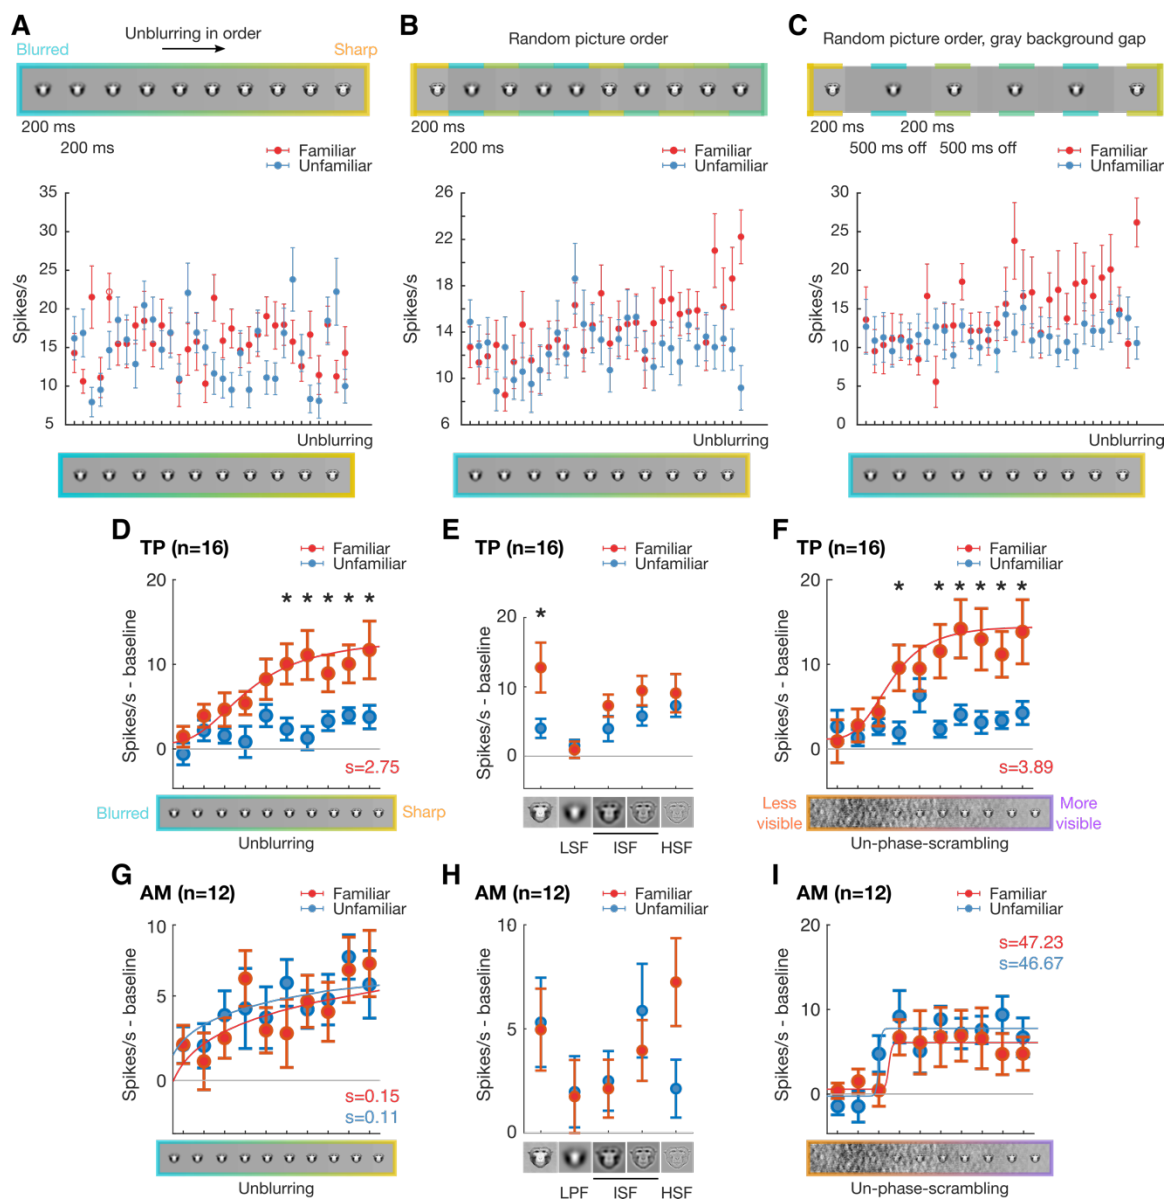 A
Unblurring in order
Blurred
Sharp
200 ms
200 ms
Familiar
Unfamiliar
35
30
25
20
15
10
5
Spikes/s
Unblurring
B
Random picture order
200 ms
200 ms
Familiar
Unfamiliar
26
22
18
14
10
6
Spikes/s
Unblurring
C
Random picture order, gray background gap
200 ms
200 ms
500 ms off
500 ms off
Familiar
Unfamiliar
30
25
20
15
10
5
0
Spikes/s
Unblurring
D
TP (n=16)
Familiar
Unfamiliar
20
10
0
Spikes/s - baseline
* * * * *
s=2.75
Blurred
Sharp
Unblurring
E
TP (n=16)
Familiar
Unfamiliar
20
10
0
Spikes/s - baseline
*
LSF
ISF
HSF
F
TP (n=16)
Familiar
Unfamiliar
20
10
0
Spikes/s - baseline
* * * * * *
s=3.89
Less
visible
More
visible
Un-phase-scrambling
G
AM (n=12)
Familiar
Unfamiliar
10
5
0
Spikes/s - baseline
s=0.15
s=0.11
Unblurring
H
AM (n=12)
Familiar
Unfamiliar
10
5
0
Spikes/s - baseline
LPF
ISF
HSF
I
AM (n=12)
Familiar
Unfamiliar
20
10
0
Spikes/s - baseline
s=47.23
s=46.67
Un-phase-scrambling